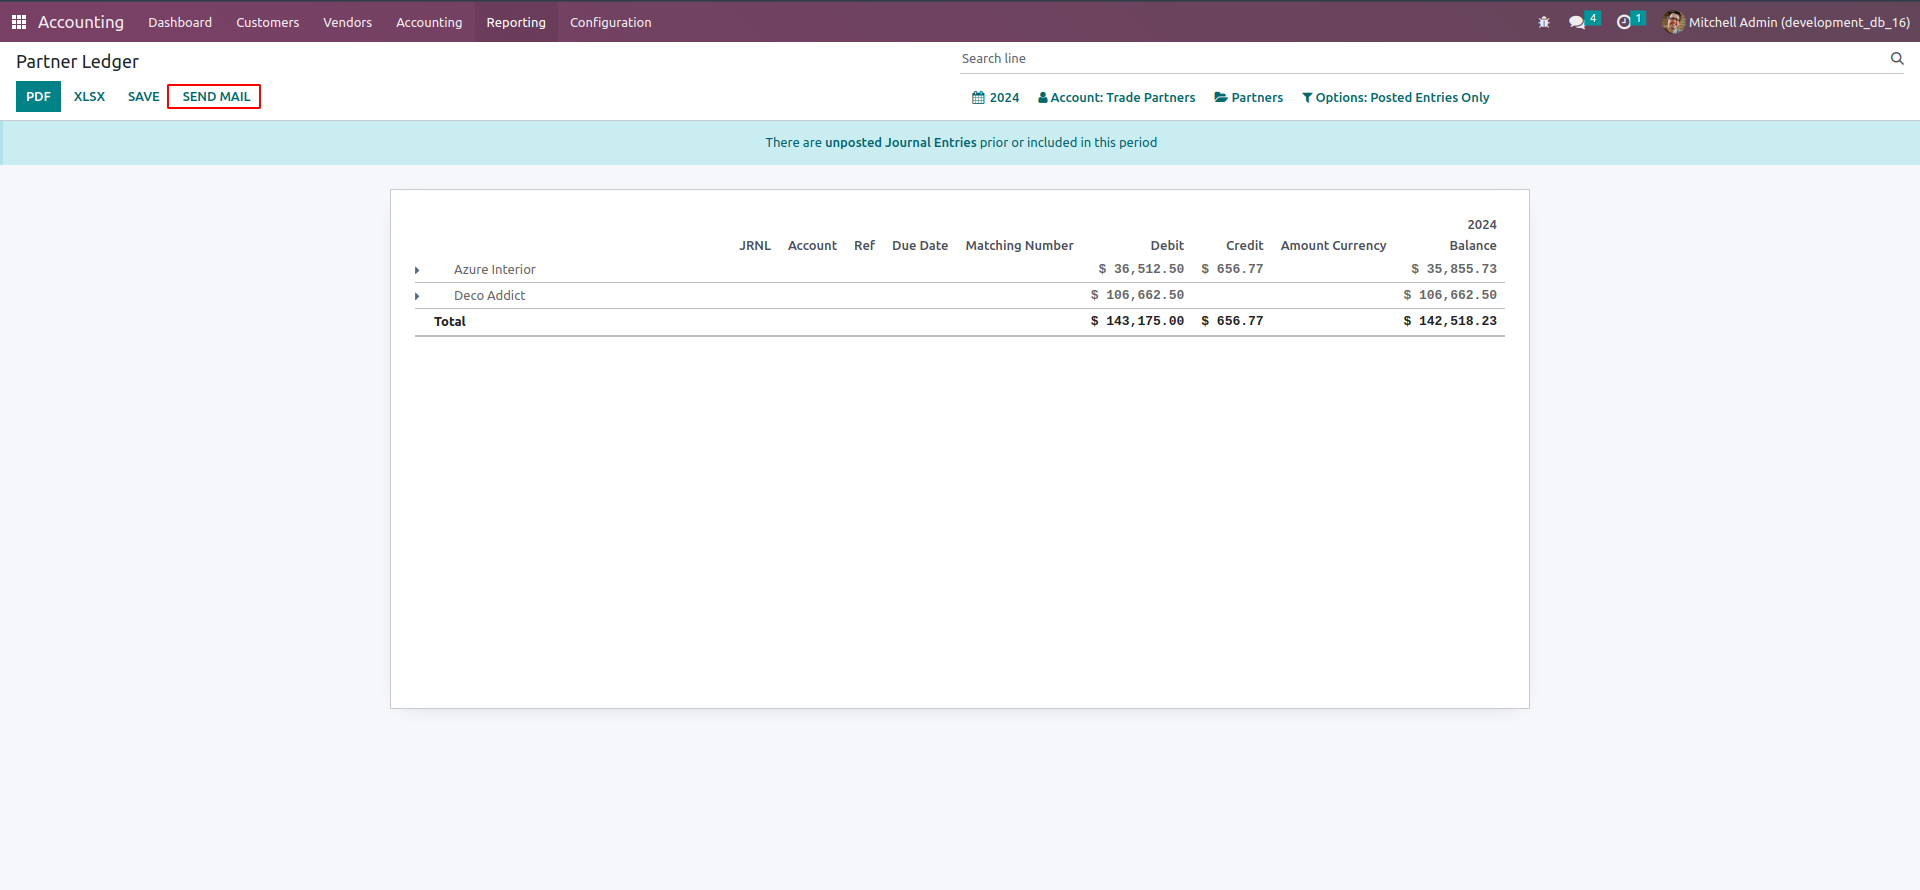 Accounting Dashboard Customers Vendors Accounting Reporting Configuration 4 1 Mitchell Admin (development_db_16)
Partner Ledger
Search line
PDF XLSX SAVE SEND MAIL
2024 Account: Trade Partners Partners Options: Posted Entries Only
There are unposted Journal Entries prior or included in this period
2024
JRNL Account Ref Due Date Matching Number Debit Credit Amount Currency Balance
Azure Interior $ 36,512.50 $ 656.77 $ 35,855.73
Deco Addict $ 106,662.50 $ 106,662.50
Total $ 143,175.00 $ 656.77 $ 142,518.23